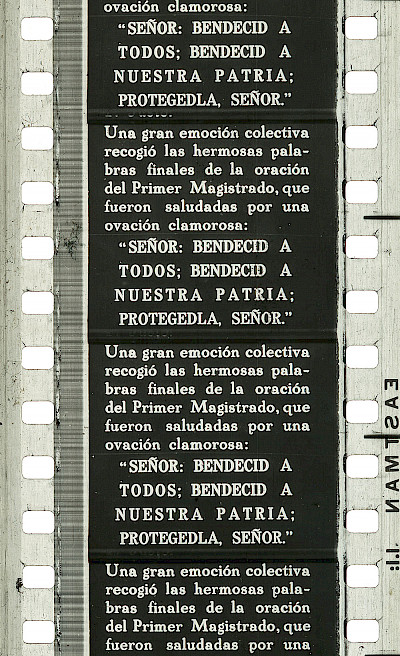 ovación clamorosa:
“SEÑOR: BENDECID A
TODOS; BENDECID A
NUESTRA PATRIA;
PROTEGEDLA, SEÑOR.”
Una gran emoción colectiva
recogió las hermosas pala-
bras finales de la oración
del Primer Magistrado, que
fueron saludadas por una
ovación clamorosa:
“SEÑOR: BENDECID A
TODOS; BENDECID A
NUESTRA PATRIA;
PROTEGEDLA, SEÑOR.”
Una gran emoción colectiva
recogió las hermosas pala-
bras finales de la oración
del Primer Magistrado, que
fueron saludadas por una
ovación clamorosa:
“SEÑOR: BENDECID A
TODOS; BENDECID A
NUESTRA PATRIA;
PROTEGEDLA, SEÑOR.”
Una gran emoción colectiva
recogió las hermosas pala-
bras finales de la oración
del Primer Magistrado, que
fueron saludadas por una
EASTMAN